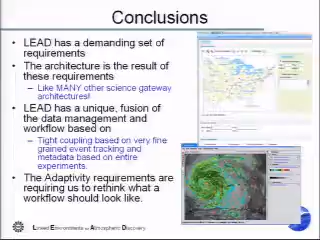 Conclusions
• LEAD has a demanding set of
requirements
• The architecture is the result of
these requirements
– Like MANY other science gateway
architectures!
• LEAD has a unique, fusion of
the data management and
workflow based on
– Tight coupling based on very fine
grained event tracking and
metadata based on entire
experiments.
• The Adaptivity requirements are
requiring us to rethink what a
workflow should look like.
Linked Environments for Atmospheric Discovery